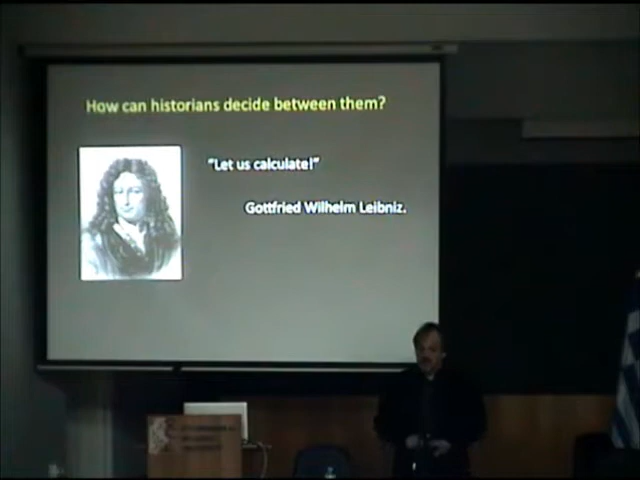 How can historians decide between them?
"Let us calculate!"
Gottfried Wilhelm Leibniz.